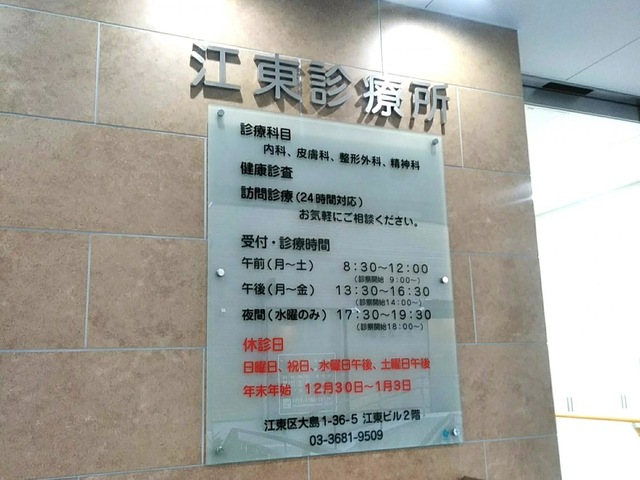 江東診療所
診療科目
内科、皮膚科、整形外科、精神科
健康診査
訪問診療(24時間対応)
お気軽にご相談ください。
受付・診療時間
午前(月〜土) 8:30〜12:00
(診察開始 9:00〜)
午後(月〜金) 13:30〜16:30
(診察開始14:00〜)
夜間(水曜のみ) 17:30〜19:30
(診察開始18:00〜)
休診日
日曜日、祝日、水曜日午後、土曜日午後
年末年始 12月30日〜1月3日
江東区大島1-36-5 江東ビル2階
03-3681-9509